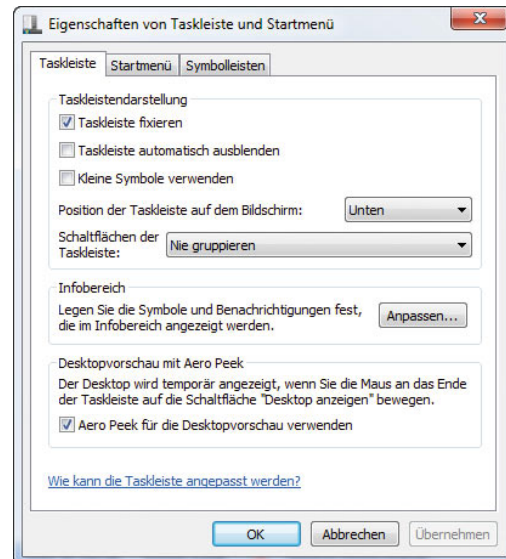 Eigenschaften von Taskleiste und Startmenü
Taskleiste Startmenü Symbolleisten
Taskleistendarstellung
Taskleiste fixieren
Taskleiste automatisch ausblenden
Kleine Symbole verwenden
Position der Taskleiste auf dem Bildschirm: Unten
Schaltflächen der
Taskleiste: Nie gruppieren
Infobereich
Legen Sie die Symbole und Benachrichtigungen fest,
die im Infobereich angezeigt werden.
Anpassen...
Desktopvorschau mit Aero Peek
Der Desktop wird temporär angezeigt, wenn Sie die Maus an das Ende
der Taskleiste auf die Schaltfläche "Desktop anzeigen" bewegen.
Aero Peek für die Desktopvorschau verwenden
Wie kann die Taskleiste angepasst werden?
OK Abbrechen Übernehmen